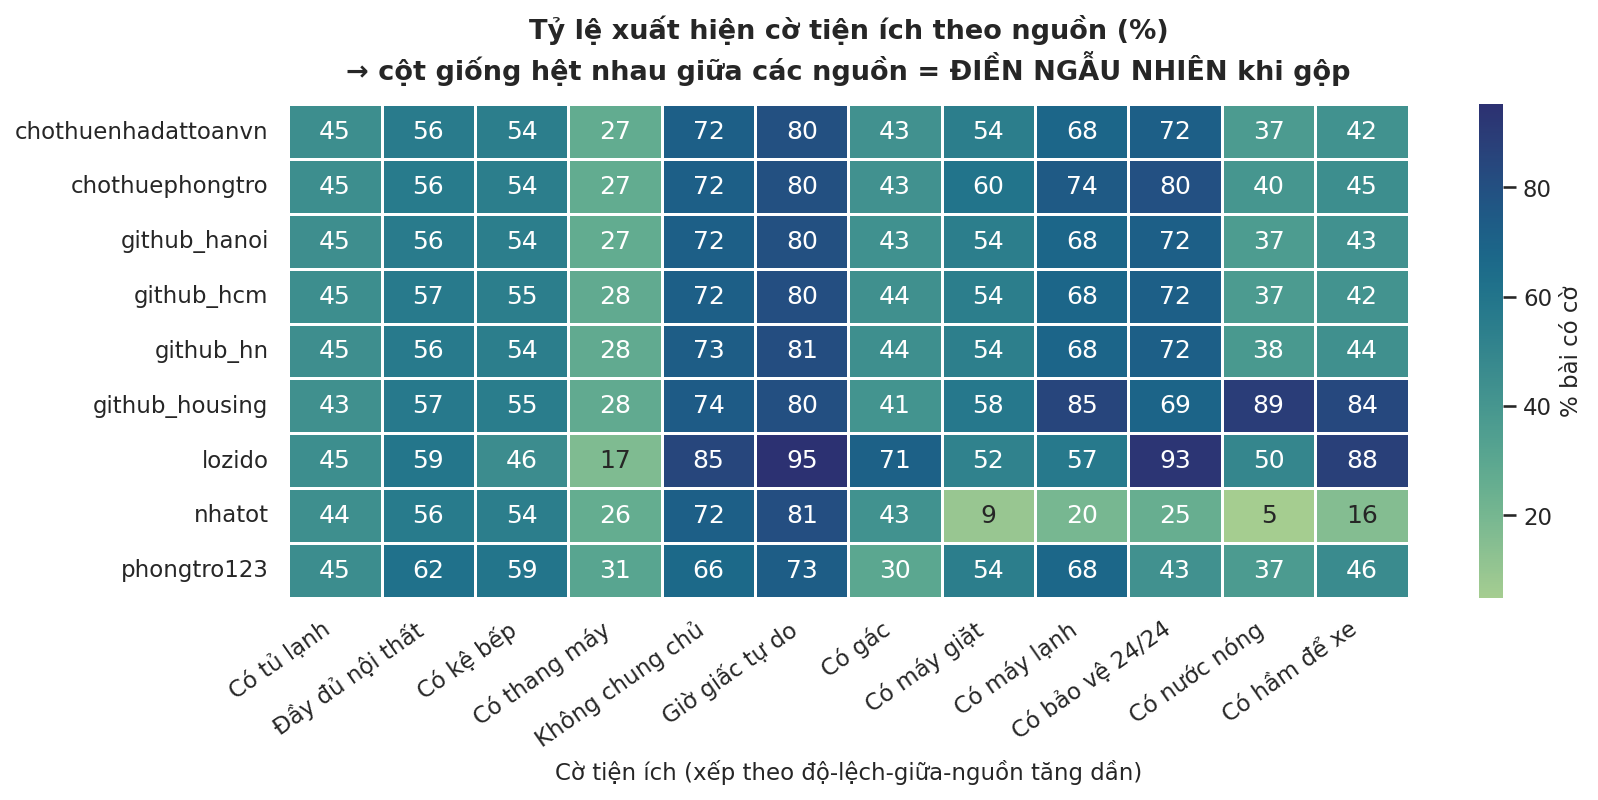 Tỷ lệ xuất hiện cờ tiện ích theo nguồn (%)
→ cột giống hệt nhau giữa các nguồn = ĐIỀN NGẪU NHIÊN khi gộp
chothuenhadattoanvn 45 56 54 27 72 80 43 54 68 72 37 42
chothuephongtro 45 56 54 27 72 80 43 60 74 80 40 45
github_hanoi 45 56 54 27 72 80 43 54 68 72 37 43
github_hcm 45 57 55 28 72 80 44 54 68 72 37 42
github_hn 45 56 54 28 73 81 44 54 68 72 38 44
github_housing 43 57 55 28 74 80 41 58 85 69 89 84
lozido 45 59 46 17 85 95 71 52 57 93 50 88
nhatot 44 56 54 26 72 81 43 9 20 25 5 16
phongtro123 45 62 59 31 66 73 30 54 68 43 37 46
Có tủ lạnh
Đầy đủ nội thất
Có kệ bếp
Có thang máy
Không chung chủ
Giờ giấc tự do
Có gác
Có máy giặt
Có máy lạnh
Có bảo vệ 24/24
Có nước nóng
Có hầm để xe
Cờ tiện ích (xếp theo độ-lệch-giữa-nguồn tăng dần)
80
60
40
20
% bài có cờ